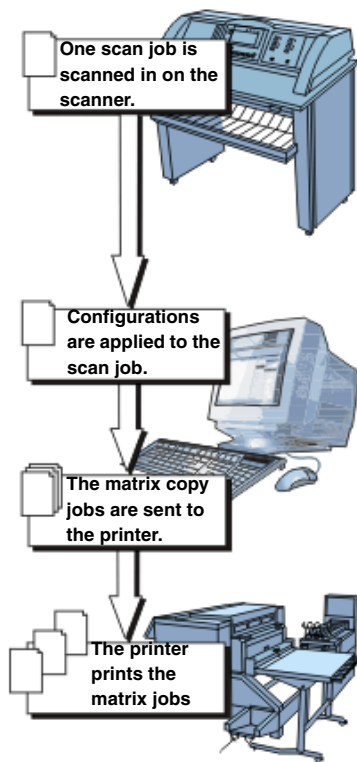 One scan job is
scanned in on the
scanner.
Configurations
are applied to the
scan job.
The matrix copy
jobs are sent to
the printer.
The printer
prints the
matrix jobs